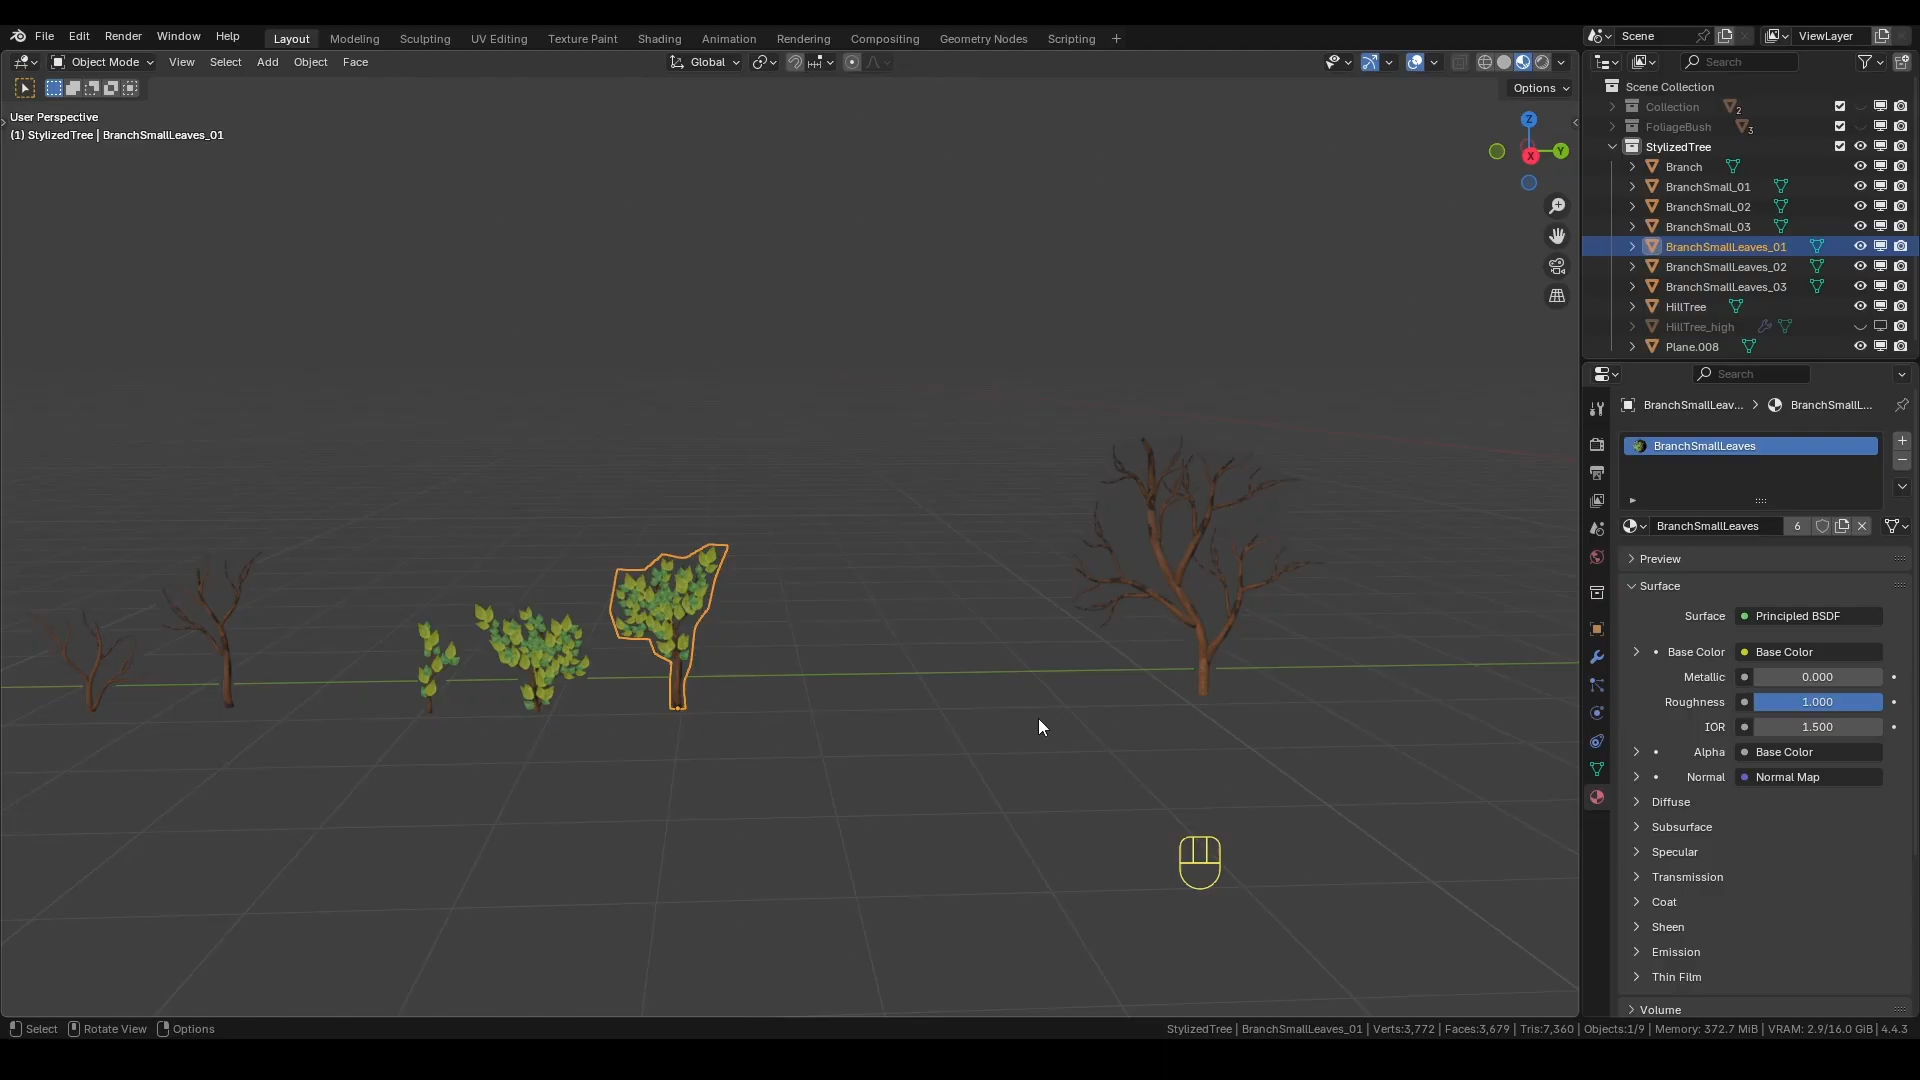 File Edit Render Window Help Layout Modeling Sculpting UV Editing Texture Paint Shading Animation Rendering Compositing Geometry Nodes Scripting + Scene ViewLayer
Object Mode View Select Add Object Face Global Search
Options
User Perspective
(1) StylizedTree | BranchSmallLeaves_01
Z
X
Y
Scene Collection
Collection 2
FoliageBush 3
StylizedTree
Branch
BranchSmall_01
BranchSmall_02
BranchSmall_03
BranchSmallLeaves_01
BranchSmallLeaves_02
BranchSmallLeaves_03
HillTree
HillTree_high
Plane.008
Search
BranchSmallLeav... > BranchSmallL...
BranchSmallLeaves
BranchSmallLeaves 6
Preview
Surface
Surface Principled BSDF
Base Color Base Color
Metallic 0.000
Roughness 1.000
IOR 1.500
Alpha Base Color
Normal Normal Map
Diffuse
Subsurface
Specular
Transmission
Coat
Sheen
Emission
Thin Film
Volume
Select Rotate View Options StylizedTree | BranchSmallLeaves_01 | Verts:3,772 | Faces:3,679 | Tris:7,360 | Objects:1/9 | Memory: 372.7 MiB | VRAM: 2.9/16.0 GiB | 4.4.3